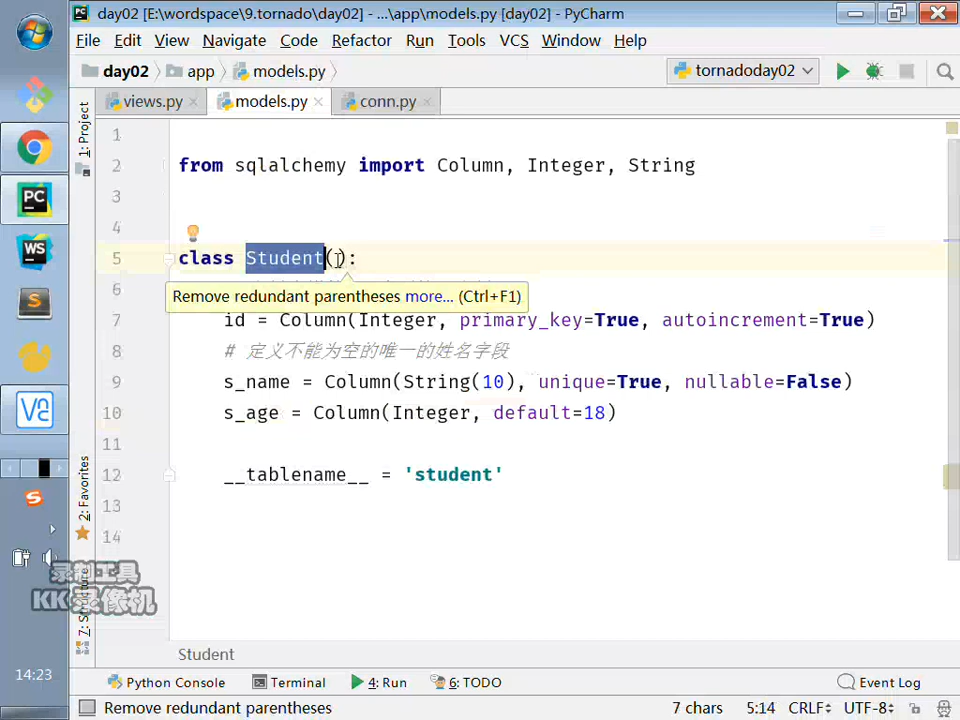 day02 [E:\wordspace\9.tornado\day02] - ...\app\models.py [day02] - PyCharm
File Edit View Navigate Code Refactor Run Tools VCS Window Help
day02 app models.py tornadoday02
views.py models.py conn.py
1
2 from sqlalchemy import Column, Integer, String
3
4
5 class Student():
6
Remove redundant parentheses more... (Ctrl+F1)
7 id = Column(Integer, primary_key=True, autoincrement=True)
8 # 定义不能为空的唯一的姓名字段
9 s_name = Column(String(10), unique=True, nullable=False)
10 s_age = Column(Integer, default=18)
11
12 __tablename__ = 'student'
13
14
1: Project
2: Favorites
7: Structure
录制工具
KK录像机
14:23
Student
Python Console Terminal 4: Run 6: TODO Event Log
Remove redundant parentheses 7 chars 5:14 CRLF UTF-8